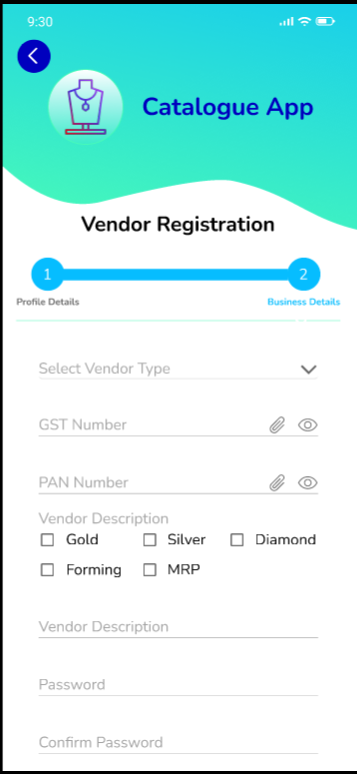 9:30
Catalogue App
Vendor Registration
1 2
Profile Details Business Details
Select Vendor Type
GST Number
PAN Number
Vendor Description
Gold Silver Diamond
Forming MRP
Vendor Description
Password
Confirm Password